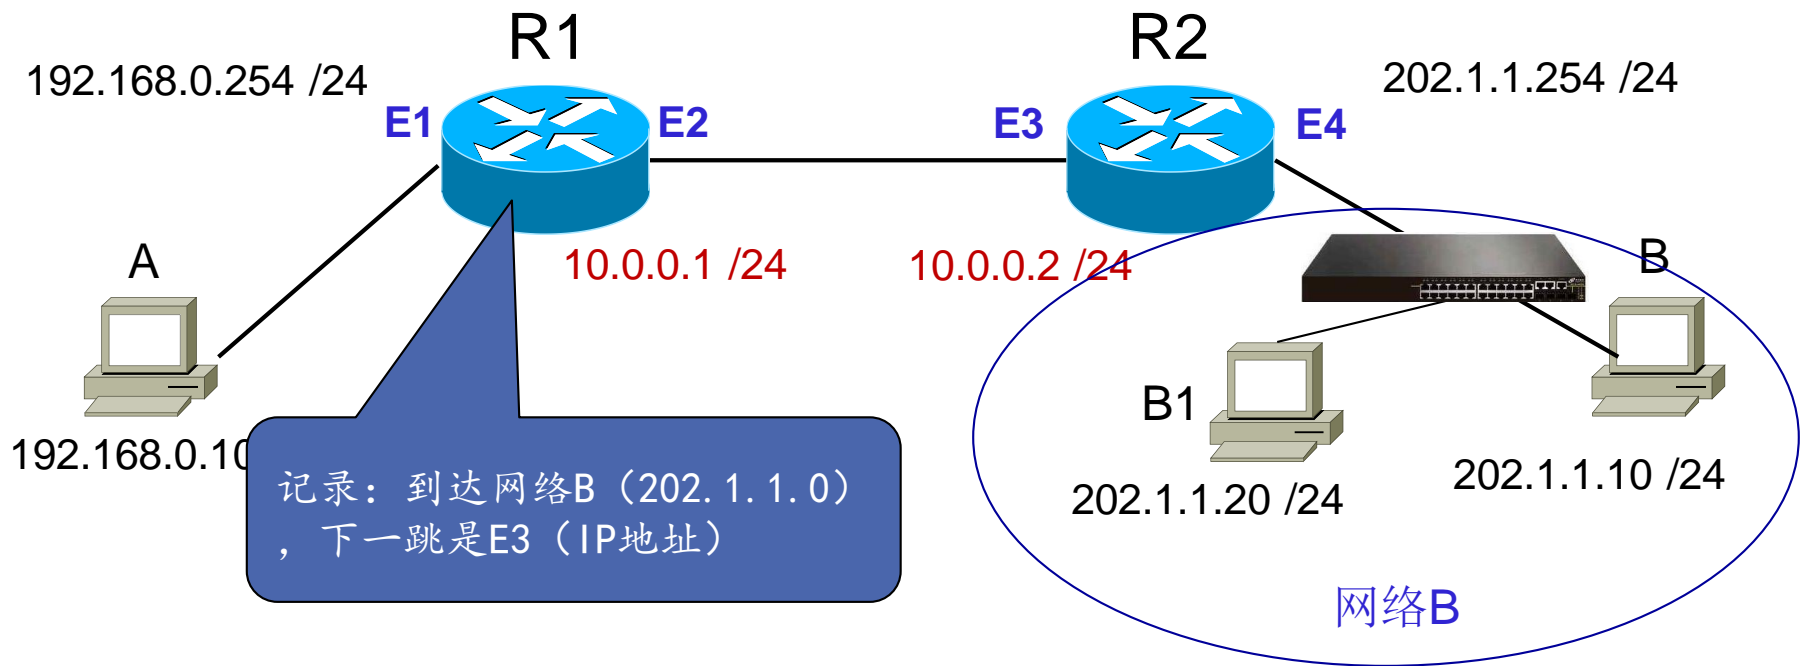 R1
R2
192.168.0.254 /24
202.1.1.254 /24
E1
E2
E3
E4
A
10.0.0.1 /24
10.0.0.2 /24
B
B1
192.168.0.10
记录：到达网络B（202.1.1.0）
，下一跳是E3（IP地址）
202.1.1.20 /24
202.1.1.10 /24
网络B